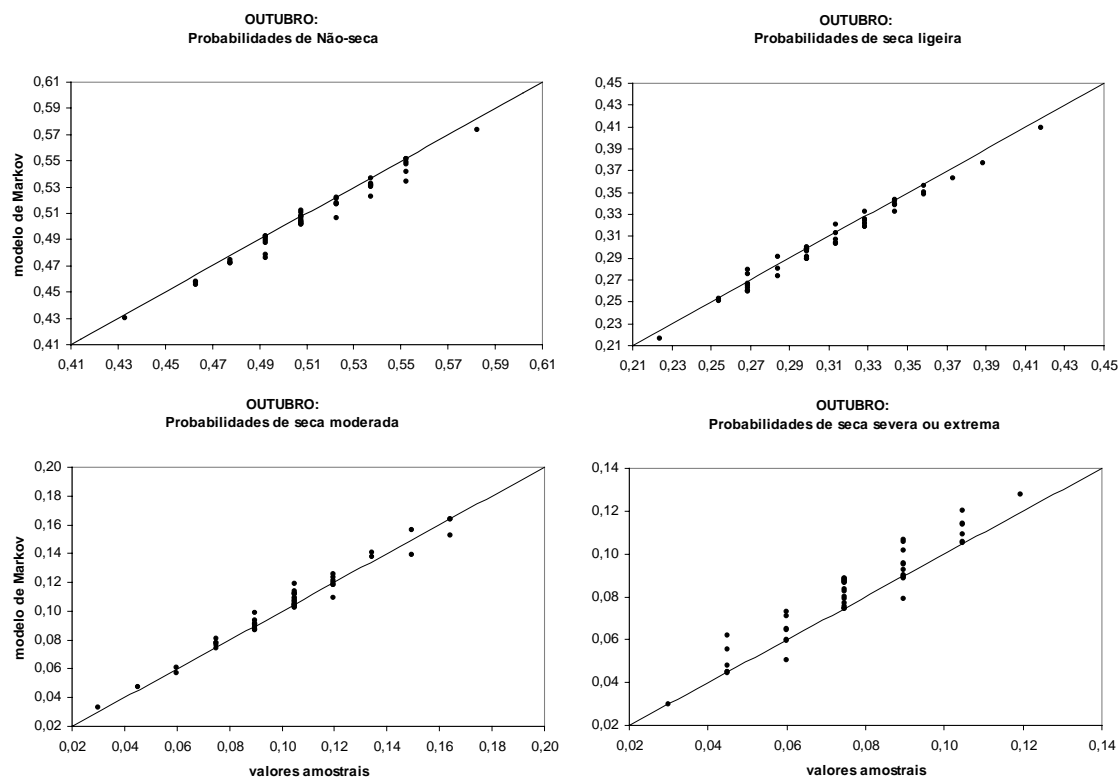 OUTUBRO:
Probabilidades de Não-seca
0,61
0,59
0,57
0,55
0,53
0,51
0,49
0,47
0,45
0,43
0,41
modelo de Markov
0,41 0,43 0,45 0,47 0,49 0,51 0,53 0,55 0,57 0,59 0,61
OUTUBRO:
Probabilidades de seca ligeira
0,45
0,43
0,41
0,39
0,37
0,35
0,33
0,31
0,29
0,27
0,25
0,23
0,21
0,21 0,23 0,25 0,27 0,29 0,31 0,33 0,35 0,37 0,39 0,41 0,43 0,45
OUTUBRO:
Probabilidades de seca moderada
0,20
0,18
0,16
0,14
0,12
0,10
0,08
0,06
0,04
0,02
modelo de Markov
0,02 0,04 0,06 0,08 0,10 0,12 0,14 0,16 0,18 0,20
valores amostrais
OUTUBRO:
Probabilidades de seca severa ou extrema
0,14
0,12
0,10
0,08
0,06
0,04
0,02
0,02 0,04 0,06 0,08 0,10 0,12 0,14
valores amostrais